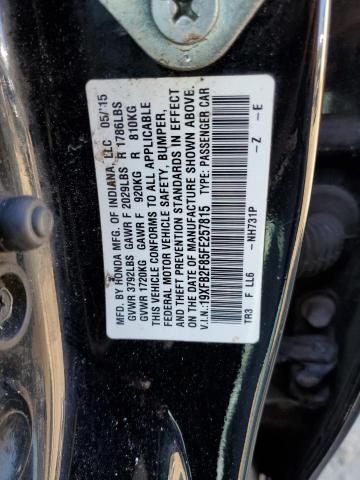 MFD. BY HONDA MFG. OF INDIANA, LLC 05/15
GVWR 3792LBS GAWR F 2029LBS R 1786LBS
GVWR 1720KG GAWR F 920KG R 810KG
THIS VEHICLE CONFORMS TO ALL APPLICABLE
FEDERAL MOTOR VEHICLE SAFETY, BUMPER,
AND THEFT PREVENTION STANDARDS IN EFFECT
ON THE DATE OF MANUFACTURE SHOWN ABOVE.
V.I.N.: 19XFB2F85FE257815 TYPE: PASSENGER CAR
TR3 F LL6 -NH731P -Z -E